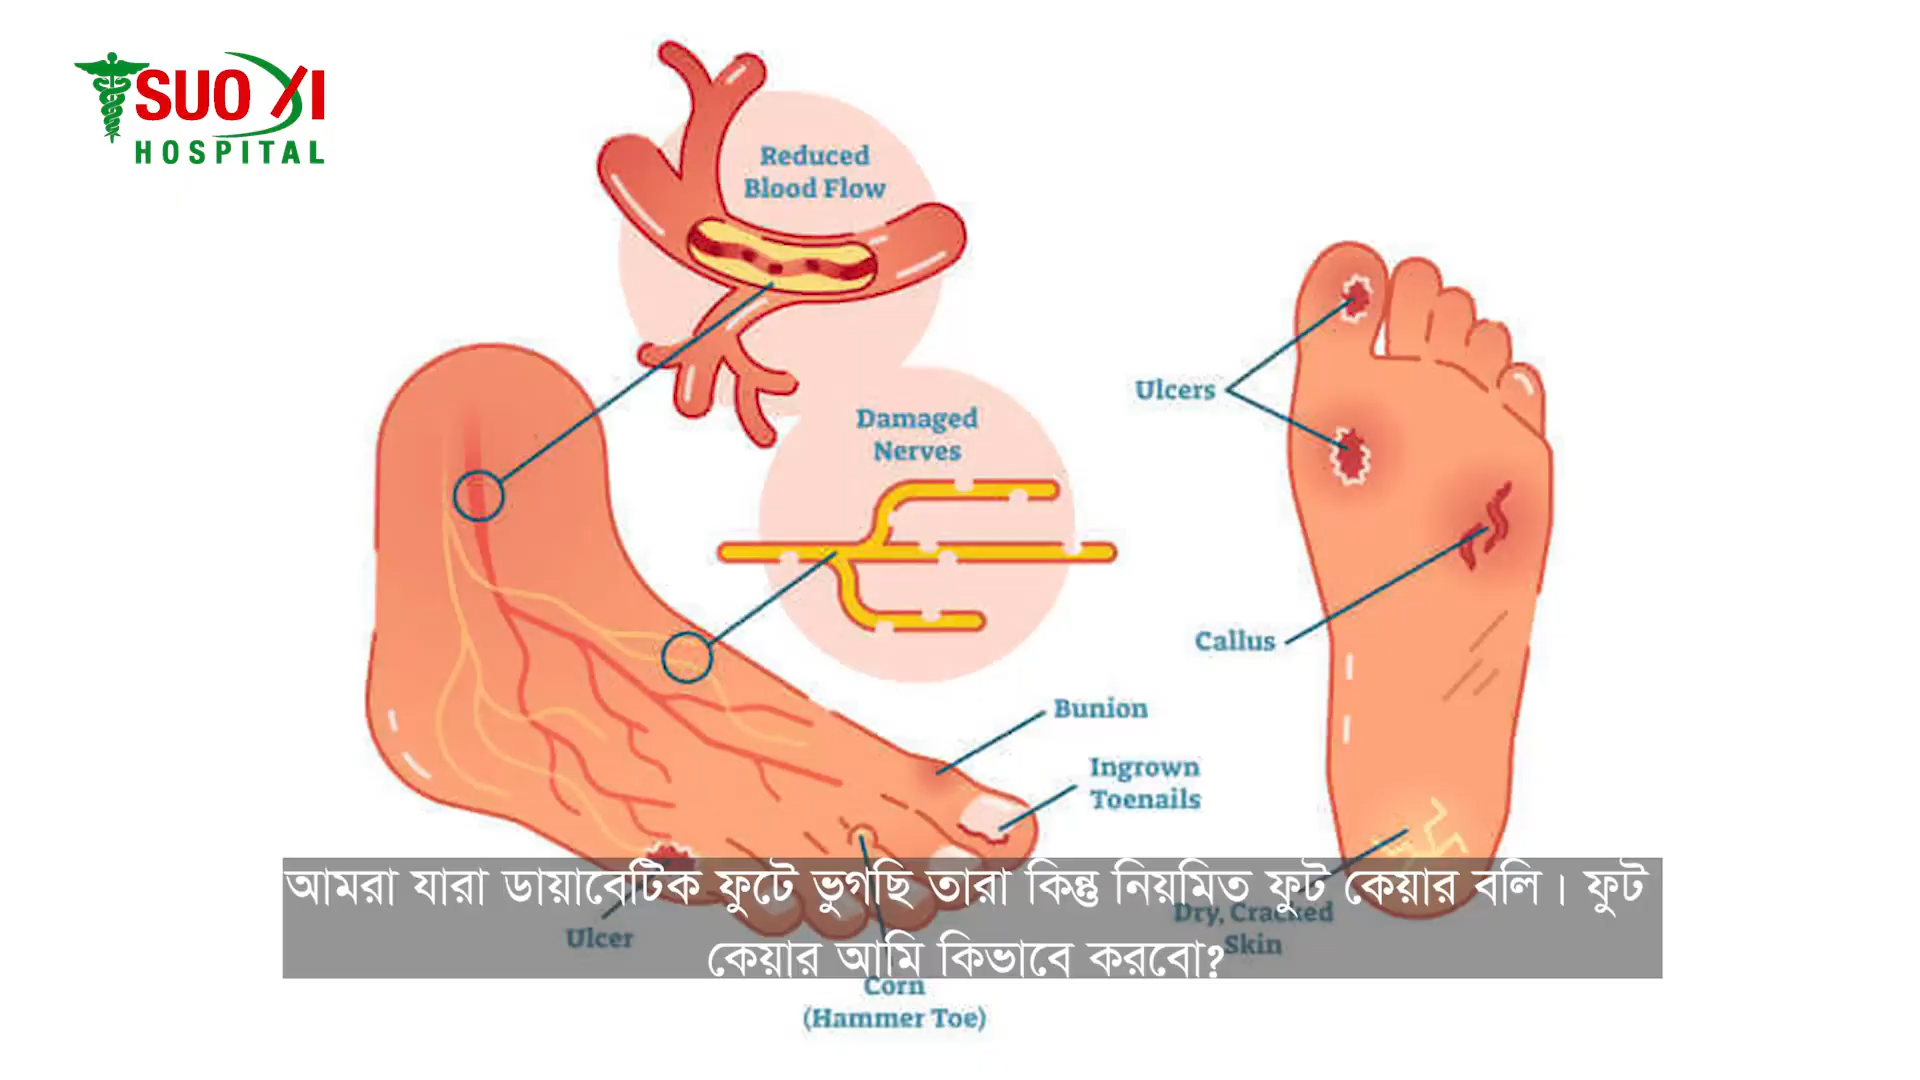 SUO XI
HOSPITAL
Reduced
Blood Flow
Damaged
Nerves
Ulcers
Callus
Bunion
Ingrown
Toenails
আমরা যারা ডায়াবেটিক ফুটে ভুগছি তারা কিন্তু নিয়মিত ফুট কেয়ার বলি। ফুট
কেয়ার আমি কিভাবে করবো?
Dry, Cracked
Skin
Ulcer
Corn
(Hammer Toe)